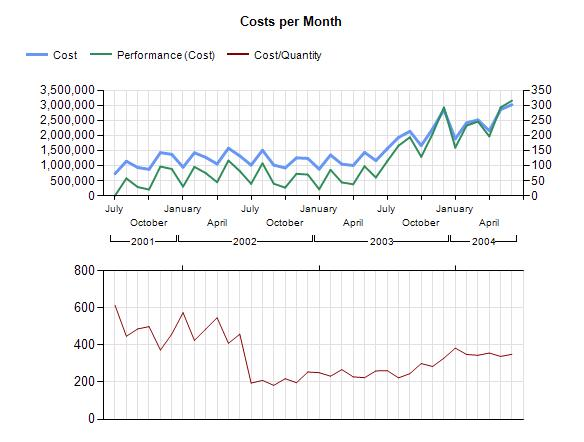 Costs per Month
Cost Performance (Cost) Cost/Quantity
3,500,000 350
3,000,000 300
2,500,000 250
2,000,000 200
1,500,000 150
1,000,000 100
500,000 50
0 0
July January July January July January
October April October April October April
2001 2002 2003 2004
800
600
400
200
0